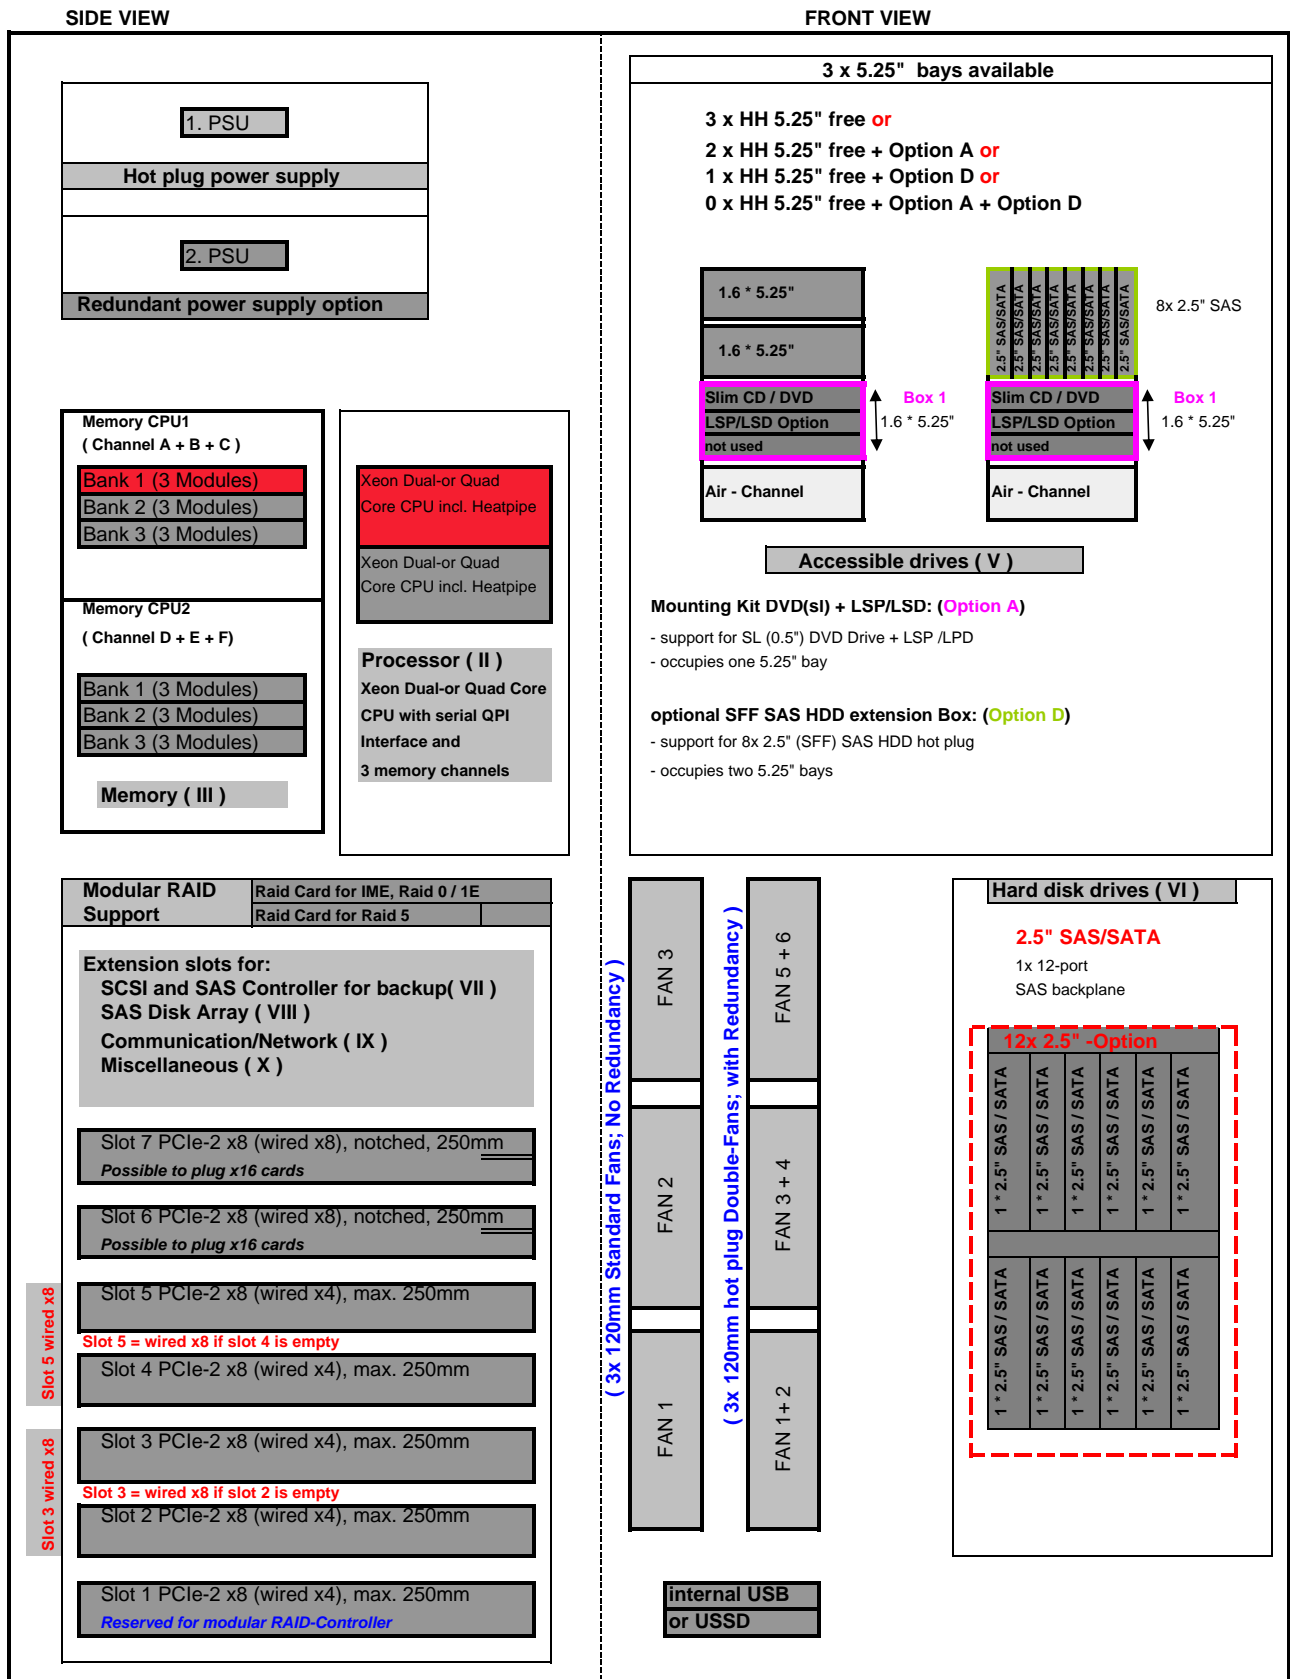 SIDE VIEW
FRONT VIEW
1. PSU
Hot plug power supply
2. PSU
Redundant power supply option
Memory CPU1
( Channel A + B + C )
Bank 1 (3 Modules)
Bank 2 (3 Modules)
Bank 3 (3 Modules)
Memory CPU2
( Channel D + E + F)
Bank 1 (3 Modules)
Bank 2 (3 Modules)
Bank 3 (3 Modules)
Memory ( III )
Xeon Dual-or Quad
Core CPU incl. Heatpipe
Xeon Dual-or Quad
Core CPU incl. Heatpipe
Processor ( II )
Xeon Dual-or Quad Core
CPU with serial QPI
Interface and
3 memory channels
Modular RAID
Support
Raid Card for IME, Raid 0 / 1E
Raid Card for Raid 5
Extension slots for:
SCSI and SAS Controller for backup( VII )
SAS Disk Array ( VIII )
Communication/Network ( IX )
Miscellaneous ( X )
Slot 7 PCIe-2 x8 (wired x8), notched, 250mm
Possible to plug x16 cards
Slot 6 PCIe-2 x8 (wired x8), notched, 250mm
Possible to plug x16 cards
Slot 5 wired x8
Slot 5 PCIe-2 x8 (wired x4), max. 250mm
Slot 5 = wired x8 if slot 4 is empty
Slot 4 PCIe-2 x8 (wired x4), max. 250mm
Slot 3 wired x8
Slot 3 PCIe-2 x8 (wired x4), max. 250mm
Slot 3 = wired x8 if slot 2 is empty
Slot 2 PCIe-2 x8 (wired x4), max. 250mm
Slot 1 PCIe-2 x8 (wired x4), max. 250mm
Reserved for modular RAID-Controller
3 x 5.25" bays available
3 x HH 5.25" free or
2 x HH 5.25" free + Option A or
1 x HH 5.25" free + Option D or
0 x HH 5.25" free + Option A + Option D
1.6 * 5.25"
1.6 * 5.25"
Slim CD / DVD
LSP/LSD Option
not used
Air - Channel
Box 1
1.6 * 5.25"
2.5" SAS/SATA
2.5" SAS/SATA
2.5" SAS/SATA
2.5" SAS/SATA
2.5" SAS/SATA
2.5" SAS/SATA
2.5" SAS/SATA
2.5" SAS/SATA
8x 2.5" SAS
Slim CD / DVD
LSP/LSD Option
not used
Air - Channel
Box 1
1.6 * 5.25"
Accessible drives ( V )
Mounting Kit DVD(sl) + LSP/LSD: (Option A)
- support for SL (0.5") DVD Drive + LSP /LPD
- occupies one 5.25" bay
optional SFF SAS HDD extension Box: (Option D)
- support for 8x 2.5" (SFF) SAS HDD hot plug
- occupies two 5.25" bays
( 3x 120mm Standard Fans; No Redundancy )
FAN 3
FAN 2
FAN 1
( 3x 120mm hot plug Double-Fans; with Redundancy )
FAN 5 + 6
FAN 3 + 4
FAN 1+ 2
internal USB
or USSD
Hard disk drives ( VI )
2.5" SAS/SATA
1x 12-port
SAS backplane
12x 2.5" -Option
1 * 2.5" SAS / SATA
1 * 2.5" SAS / SATA
1 * 2.5" SAS / SATA
1 * 2.5" SAS / SATA
1 * 2.5" SAS / SATA
1 * 2.5" SAS / SATA
1 * 2.5" SAS / SATA
1 * 2.5" SAS / SATA
1 * 2.5" SAS / SATA
1 * 2.5" SAS / SATA
1 * 2.5" SAS / SATA
1 * 2.5" SAS / SATA